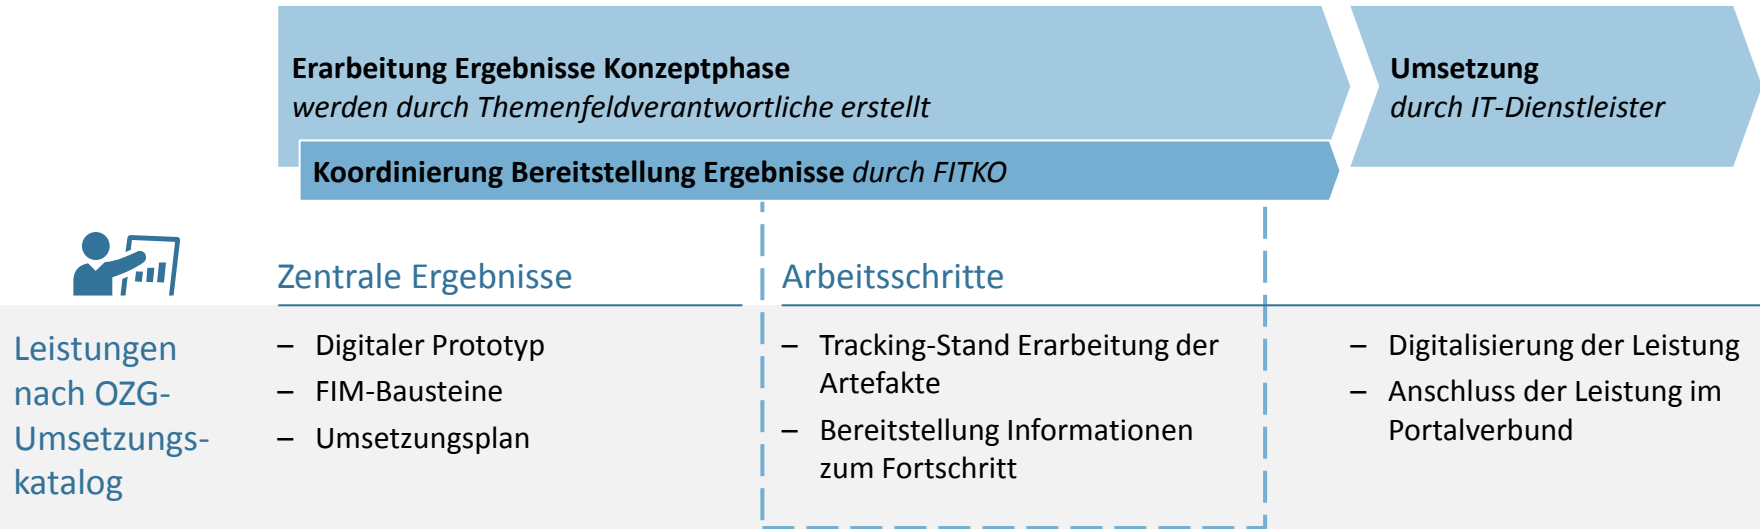 Erarbeitung Ergebnisse Konzeptphase
werden durch Themenfeldverantwortliche erstellt
Koordinierung Bereitstellung Ergebnisse durch FITKO
Umsetzung
durch IT-Dienstleister
Zentrale Ergebnisse
Arbeitsschritte
Leistungen
nach OZG-
Umsetzungs-
katalog
– Digitaler Prototyp
– FIM-Bausteine
– Umsetzungsplan
– Tracking-Stand Erarbeitung der
Artefakte
– Bereitstellung Informationen
zum Fortschritt
– Digitalisierung der Leistung
– Anschluss der Leistung im
Portalverbund